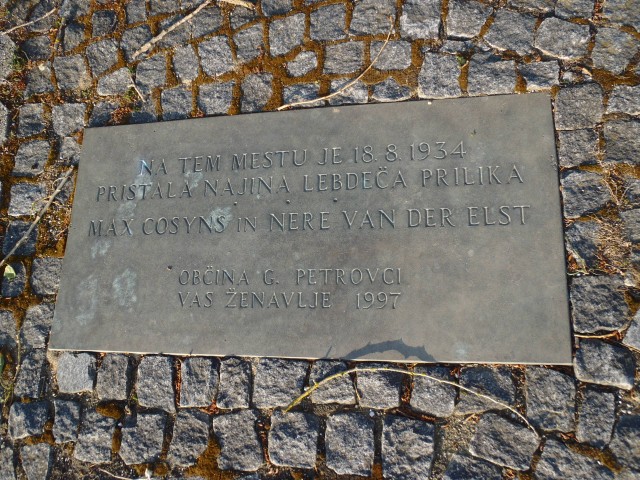 NA TEM MESTU JE 18. 8. 1934
PRISTALA NAJINA LEBDEČA PRILIKA
MAX COSYNS IN NERE VAN DER ELST
OBČINA G. PETROVCI
VAS ŽENAVLJE 1997